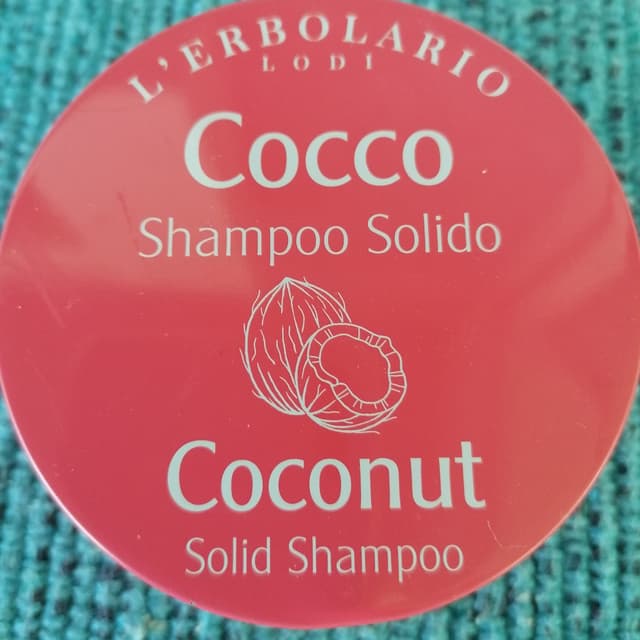 L'ERBOLARIO
LODI
Cocco
Shampoo Solido
Coconut
Solid Shampoo